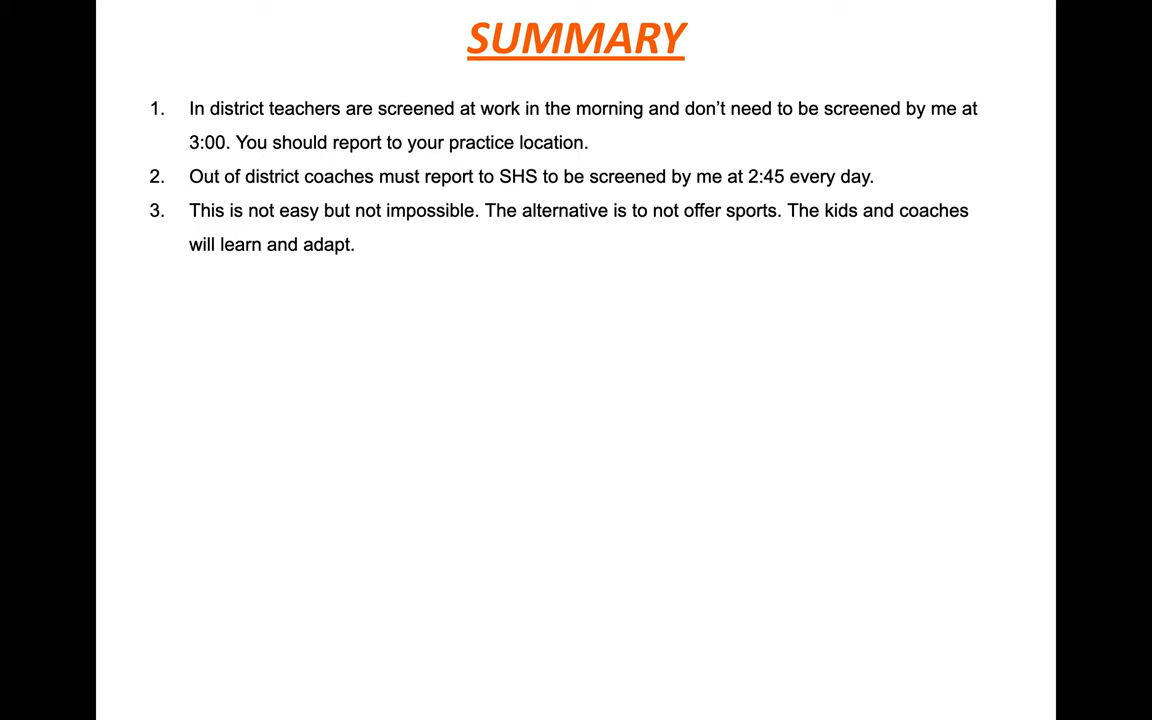 SUMMARY
1. In district teachers are screened at work in the morning and don’t need to be screened by me at
3:00. You should report to your practice location.
2. Out of district coaches must report to SHS to be screened by me at 2:45 every day.
3. This is not easy but not impossible. The alternative is to not offer sports. The kids and coaches
will learn and adapt.